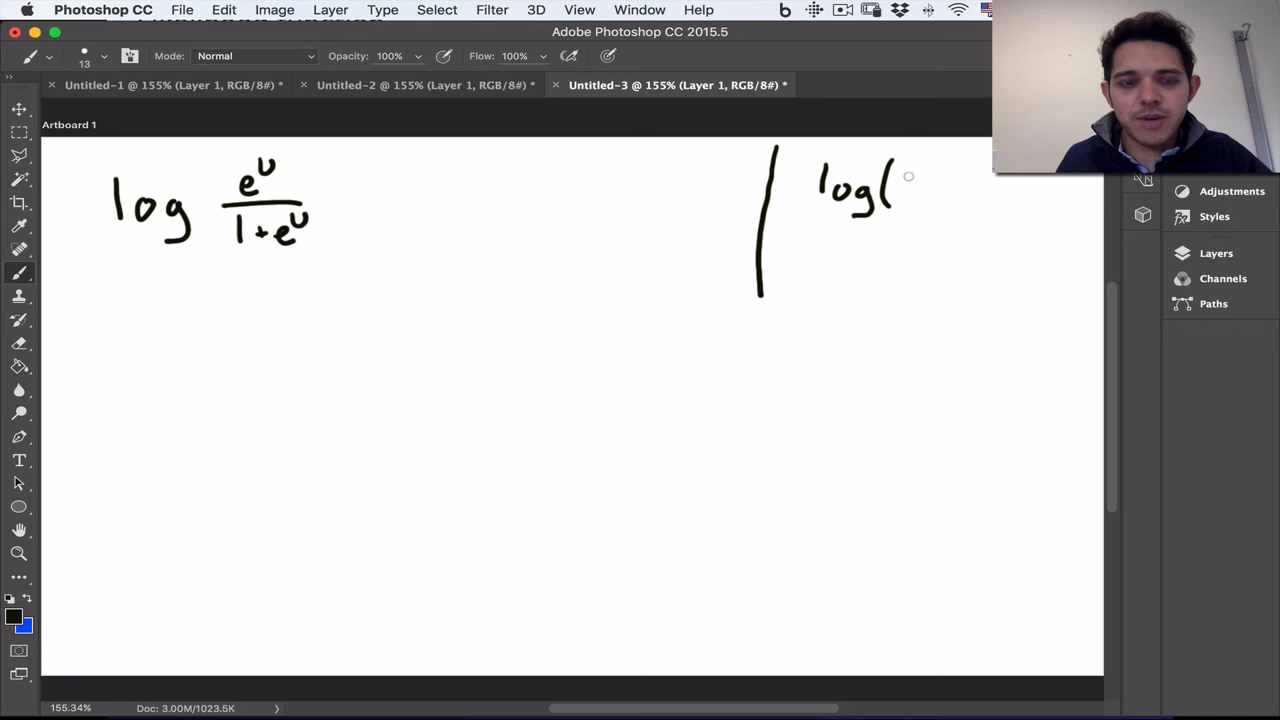 Photoshop CC File Edit Image Layer Type Select Filter 3D View Window Help
Adobe Photoshop CC 2015.5
13 Mode: Normal Opacity: 100% Flow: 100%
Untitled-1 @ 155% (Layer 1, RGB/8#) * Untitled-2 @ 155% (Layer 1, RGB/8#) * Untitled-3 @ 155% (Layer 1, RGB/8#) *
Artboard 1
log e^U / 1+e^U
log(
Adjustments
Styles
Layers
Channels
Paths
155.34% Doc: 3.00M/1023.5K